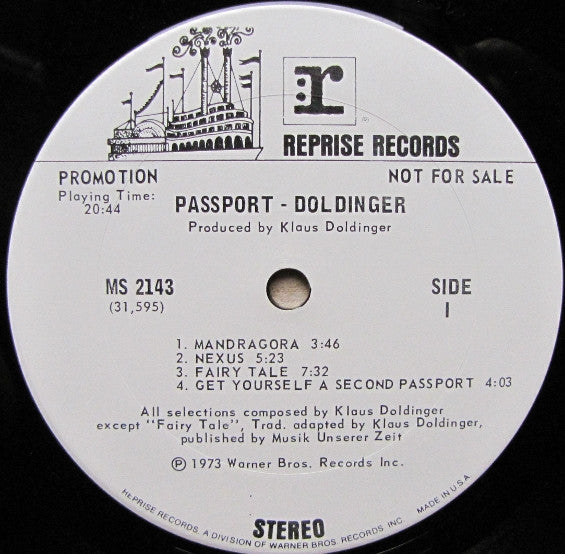 :r
®
REPRISE RECORDS
PROMOTION
NOT FOR SALE
Playing Time:
20:44
PASSPORT - DOLDINGER
Produced by Klaus Doldinger
MS 2143
(31,595)
SIDE
1
1. MANDRAGORA 3:46
2. NEXUS 5:23
3. FAIRY TALE 7:32
4. GET YOURSELF A SECOND PASSPORT 4:03
All selections composed by Klaus Doldinger
except "Fairy Tale", Trad. adapted by Klaus Doldinger,
published by Musik Unserer Zeit
Ⓟ 1973 Warner Bros. Records Inc.
STEREO
REPRISE RECORDS, A DIVISION OF WARNER BROS. RECORDS, INC. MADE IN U.S.A.